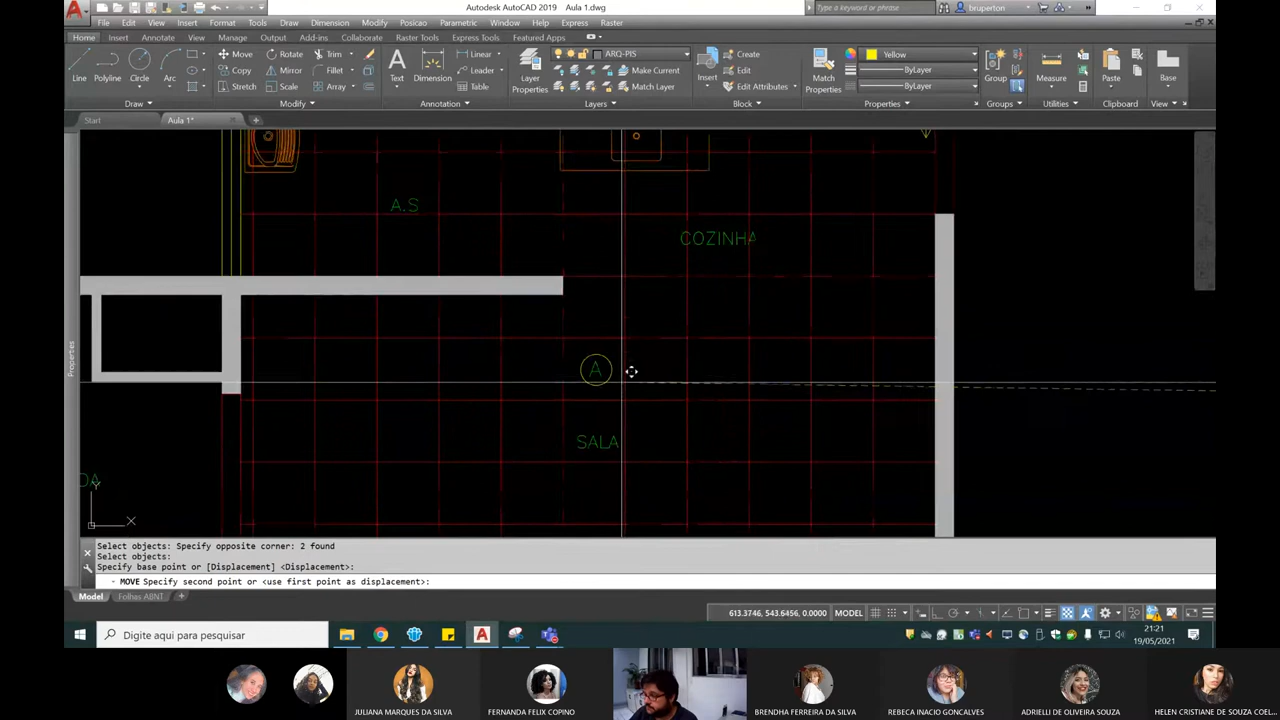 Autodesk AutoCAD 2019 Aula 1.dwg
Type a keyword or phrase
bruperton
File Edit View Insert Format Tools Draw Dimension Modify Posicao Parametric Window Help Express Raster
Home Insert Annotate View Manage Output Add-ins Collaborate Raster Tools Express Tools Featured Apps
Line Polyline Circle Arc
Move Rotate Trim
Copy Mirror Fillet
Stretch Scale Array
Text Dimension
Linear
Leader
Table
Layer Properties
ARQ-PIS
Make Current
Match Layer
Insert
Create
Edit
Edit Attributes
Match Properties
Yellow
ByLayer
ByLayer
Group
Measure
Paste
Base
Draw Modify Annotation Layers Block Properties Groups Utilities Clipboard View
Start Aula 1*
A.S
COZINHA
A
SALA
DA
Y
X
Properties
Select objects: Specify opposite corner: 2 found
Select objects:
Specify base point or [Displacement] <Displacement>:
MOVE Specify second point or <use first point as displacement>:
Model Folhas ABNT
613.3746, 543.6456, 0.0000 MODEL
Digite aqui para pesquisar
21:21
19/05/2021
JULIANA MARQUES DA SILVA
FERNANDA FELIX COPINO
BRENDHA FERREIRA DA SILVA
REBECA INACIO GONCALVES
ADRIELLI DE OLIVEIRA SOUZA
HELEN CRISTIANE DE SOUZA COEL...